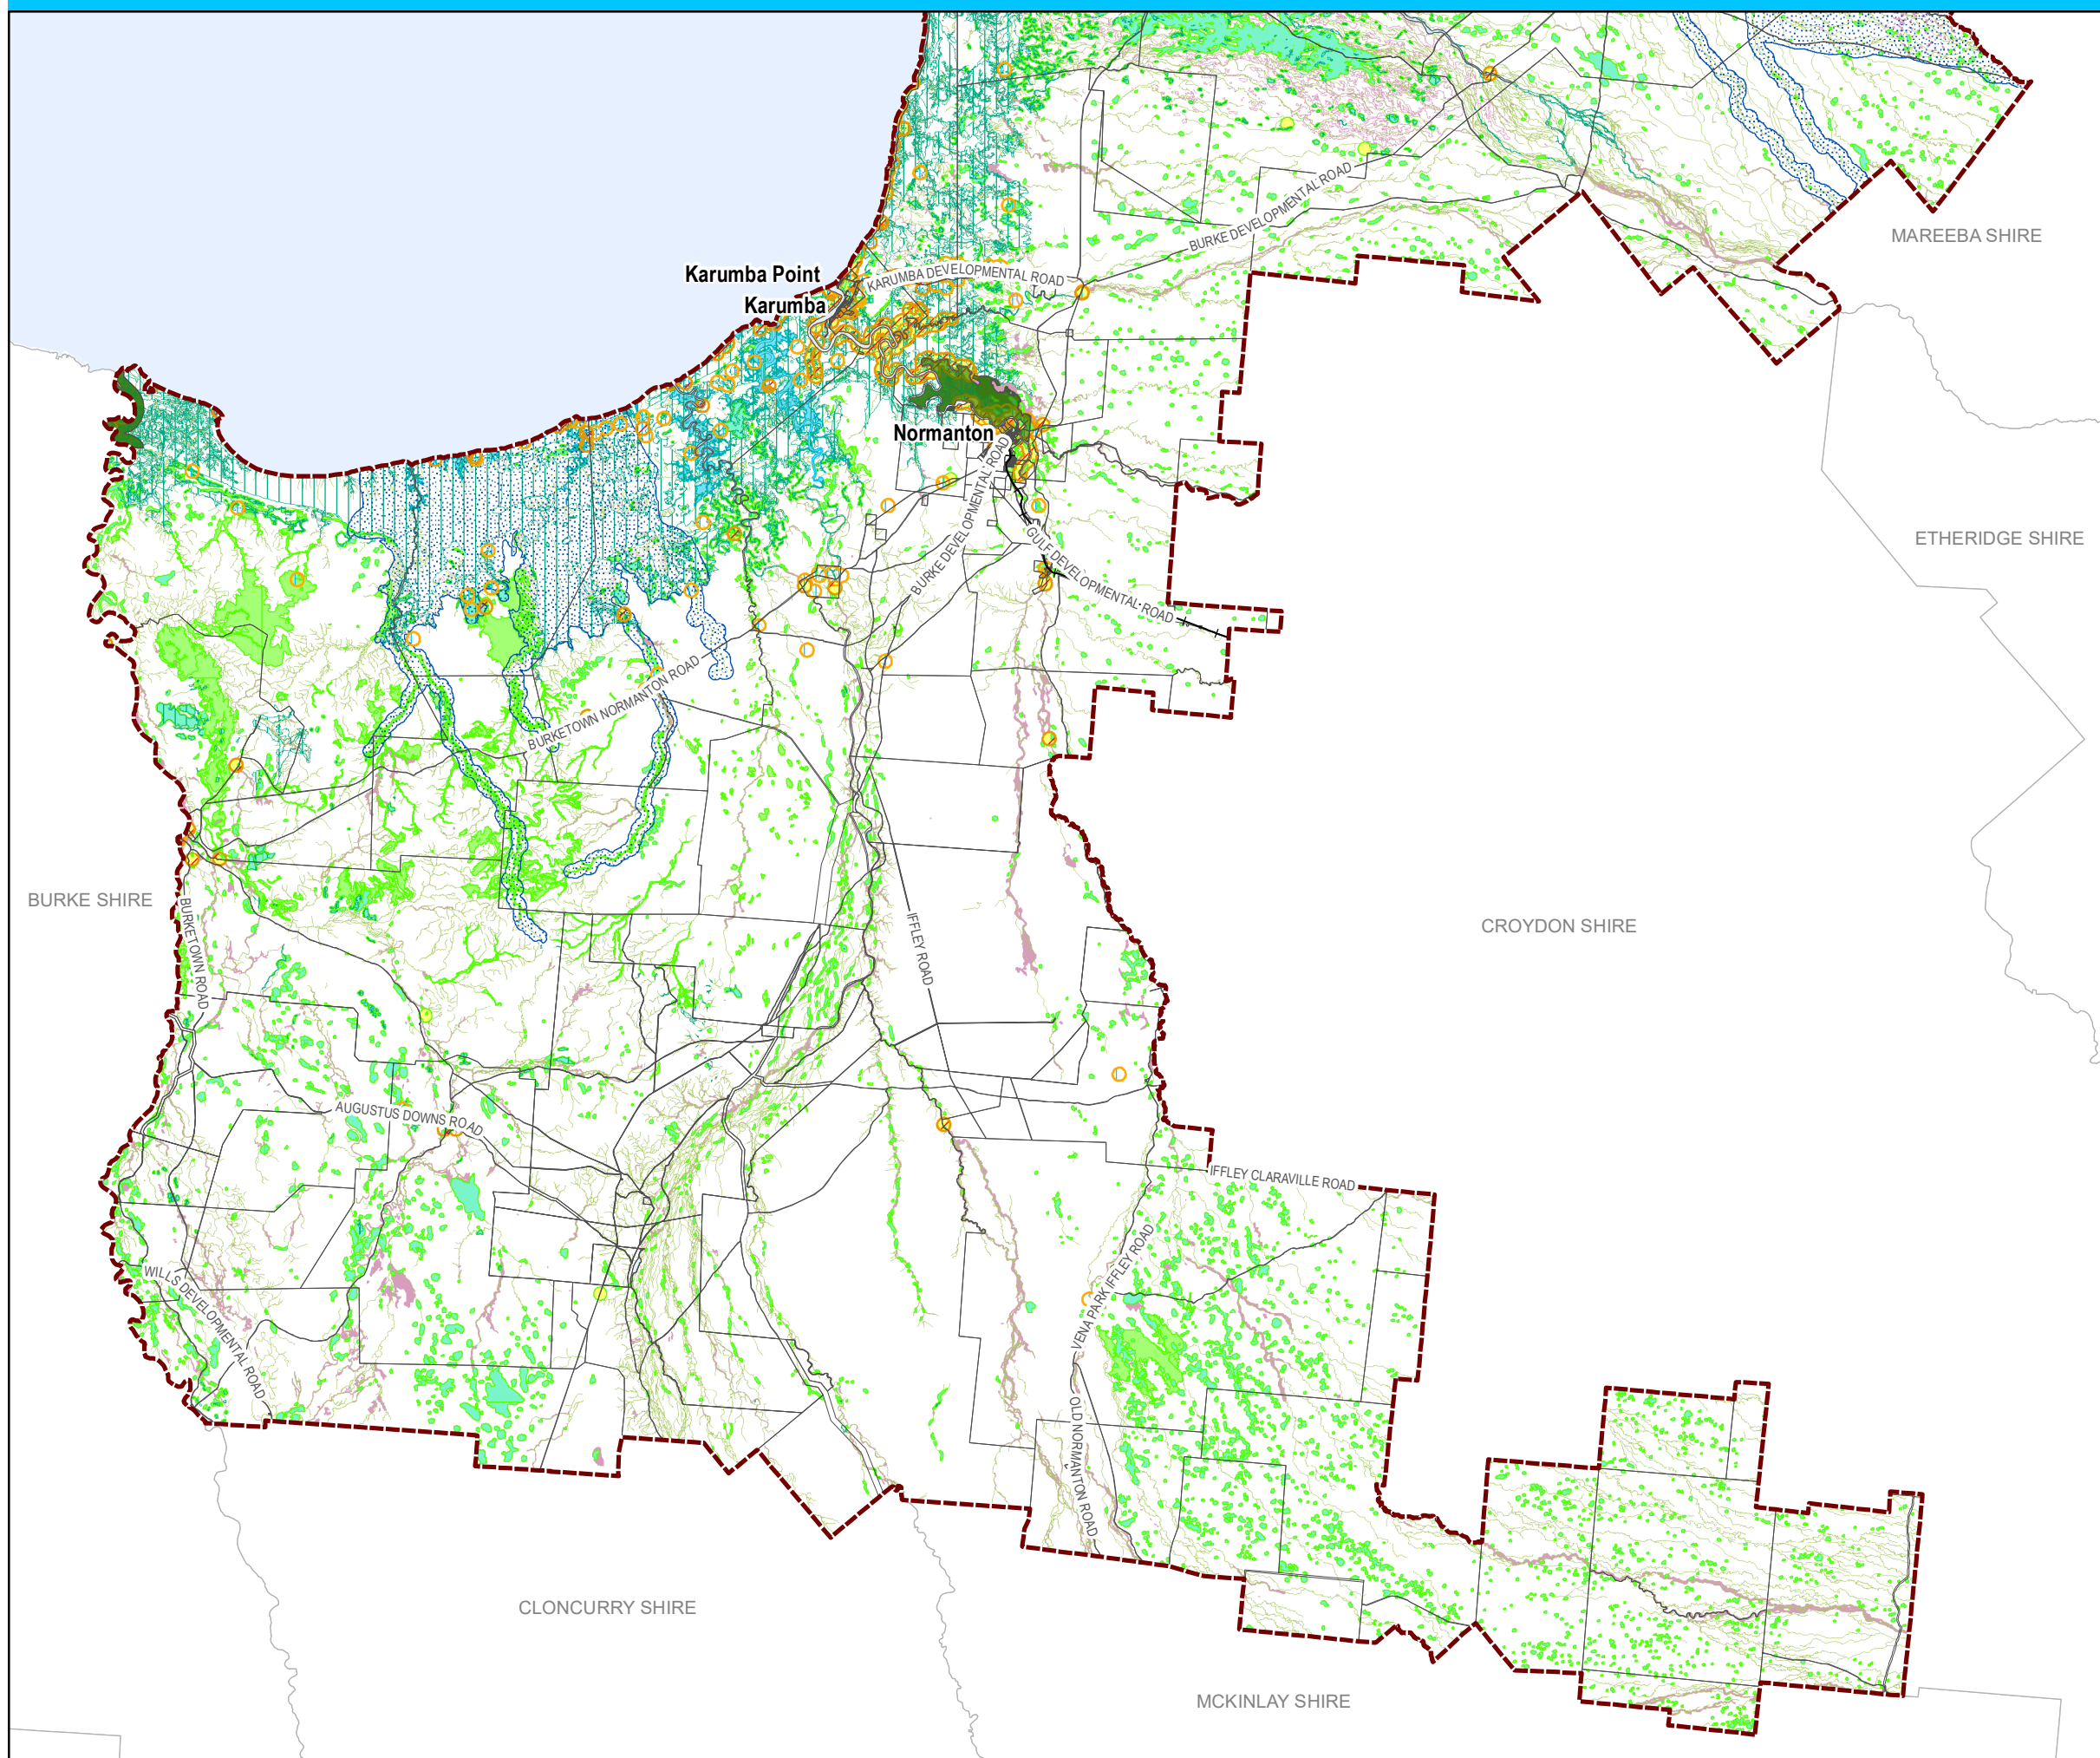 MAREEBA SHIRE
BURKE DEVELOPMENTAL ROAD
Karumba Point
KARUMBA DEVELOPMENTAL ROAD
Karumba
Normanton
BURKE DEVELOPMENTAL ROAD
GULF DEVELOPMENTAL ROAD
ETHERIDGE SHIRE
BURKETOWN NORMANTON ROAD
BURKE SHIRE
BURKETOWN ROAD
IFFLEY ROAD
CROYDON SHIRE
AUGUSTUS DOWNS ROAD
IFFLEY CLARAVILLE ROAD
WILLS DEVELOPMENTAL ROAD
VENA PARK IFFLEY ROAD
OLD NORMANTON ROAD
CLONCURRY SHIRE
MCKINLAY SHIRE